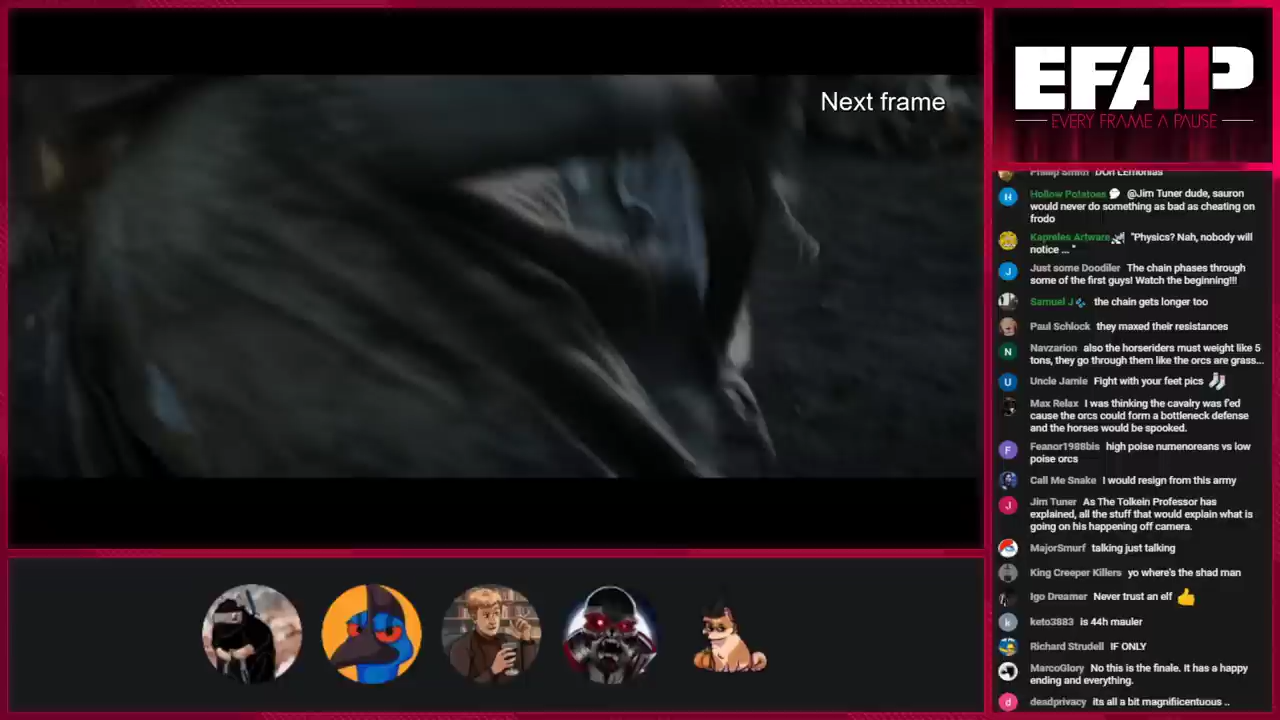 Next frame
EFAP
EVERY FRAME A PAUSE
Phillip Smith DON LEmonias
Hollow Potatoes @Jim Tuner dude, sauron
would never do something as bad as cheating on
frodo
Kapreles Artware "Physics? Nah, nobody will
notice ... "
Just some Doodiler The chain phases through
some of the first guys! Watch the beginning!!!
Samuel J the chain gets longer too
Paul Schlock they maxed their resistances
Navzarion also the horseriders must weight like 5
tons, they go through them like the orcs are grass...
Uncle Jamie Fight with your feet pics
Max Relax I was thinking the cavalry was f'ed
cause the orcs could form a bottleneck defense
and the horses would be spooked.
Feanor1988bis high poise numenoreans vs low
poise orcs
Call Me Snake I would resign from this army
Jim Tuner As The Tolkein Professor has
explained, all the stuff that would explain what is
going on his happening off camera.
MajorSmurf talking just talking
King Creeper Killers yo where's the shad man
Igo Dreamer Never trust an elf
keto3883 is 44h mauler
Richard Strudell IF ONLY
MarcoGlory No this is the finale. It has a happy
ending and everything.
deadprivacy its all a bit magnifiicentuous ..